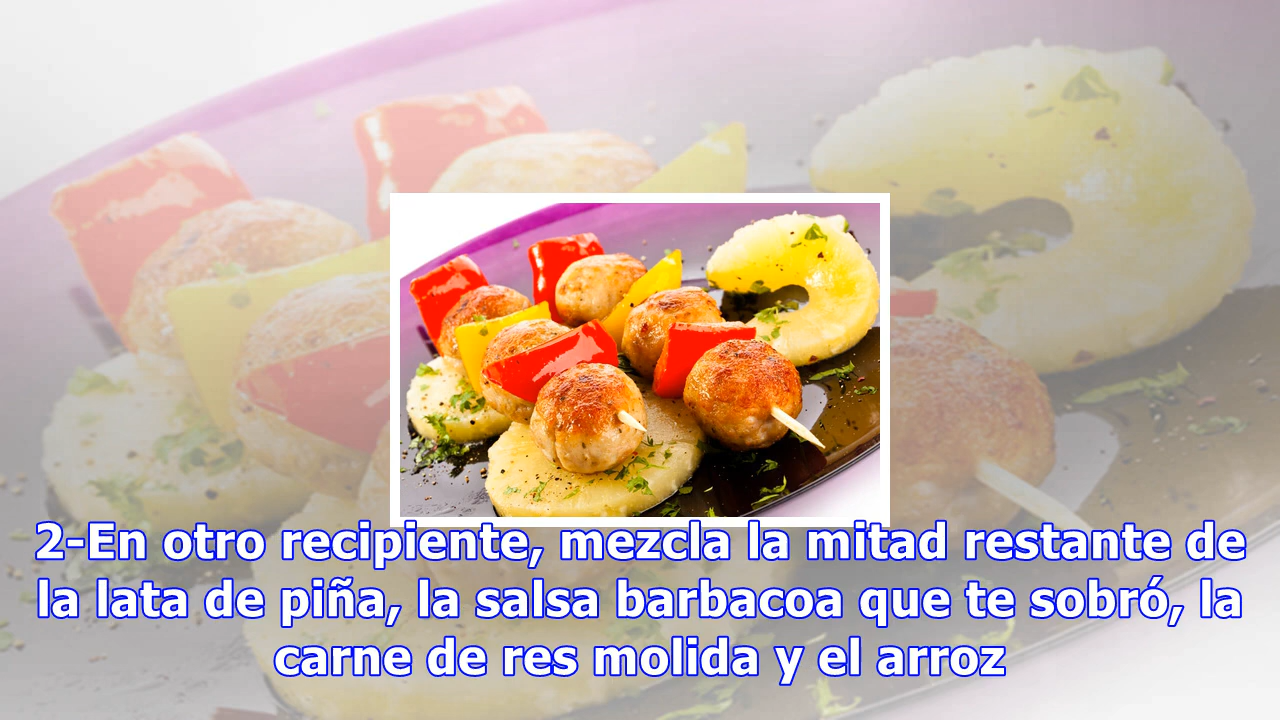 2-En otro recipiente, mezcla la mitad restante de
la lata de piña, la salsa barbacoa que te sobró, la
carne de res molida y el arroz